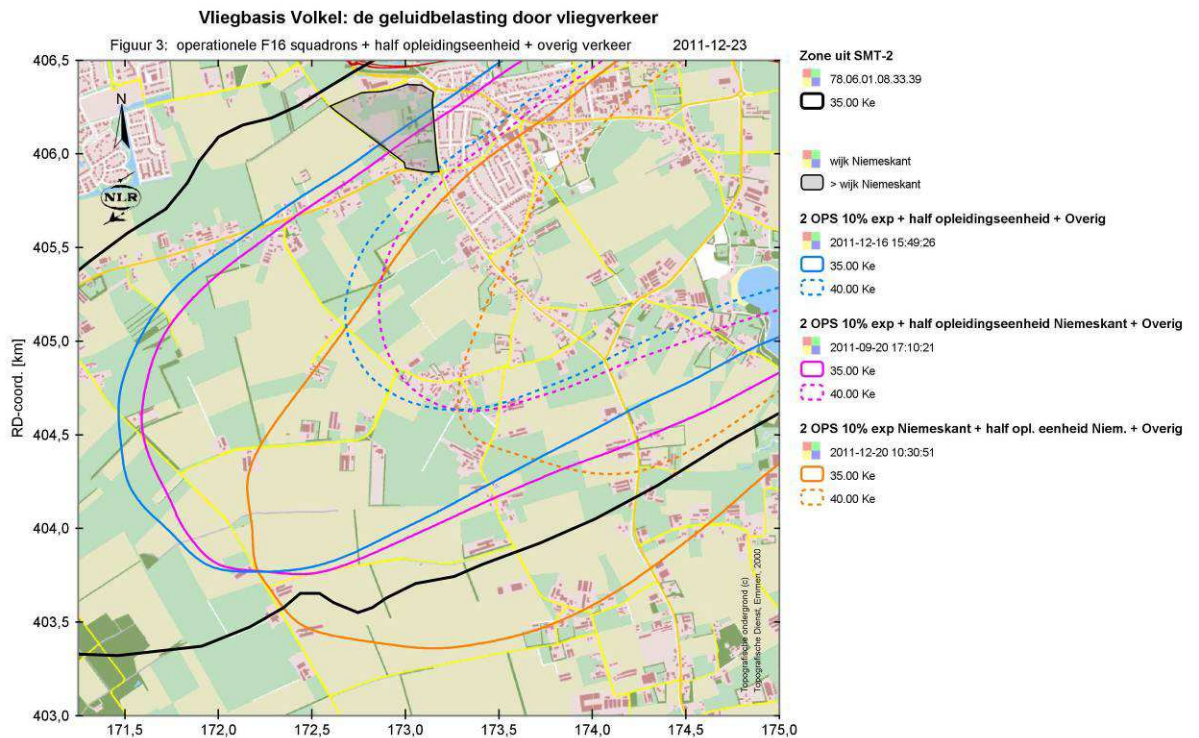 Vliegbasis Volkel: de geluidbelasting door vliegverkeer
Figuur 3: operationele F16 squadrons + half opleidingseenheid + overig verkeer 2011-12-23
406,5
406,0
405,5
405,0
404,5
404,0
403,5
403,0
RD-coord. [km]
N
NLR
171,5 172,0 172,5 173,0 173,5 174,0 174,5 175,0
Topografische ondergrond (c)
Topografische Dienst, Emmen, 2000
Zone uit SMT-2
78.06.01.08.33.39
35.00 Ke
wijk Niemeskant
> wijk Niemeskant
2 OPS 10% exp + half opleidingseenheid + Overig
2011-12-16 15:49:26
35.00 Ke
40.00 Ke
2 OPS 10% exp + half opleidingseenheid Niemeskant + Overig
2011-09-20 17:10:21
35.00 Ke
40.00 Ke
2 OPS 10% exp Niemeskant + half opl. eenheid Niem. + Overig
2011-12-20 10:30:51
35.00 Ke
40.00 Ke